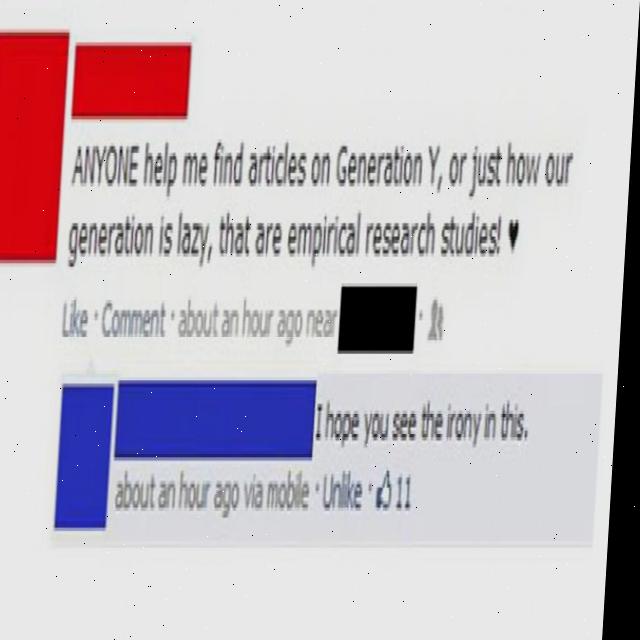 ANYONE help me find articles on Generation Y, or just how our
generation is lazy, that are empirical research studies! ♥
Like · Comment · about an hour ago near ·
I hope you see the irony in this.
about an hour ago via mobile · Unlike · 11